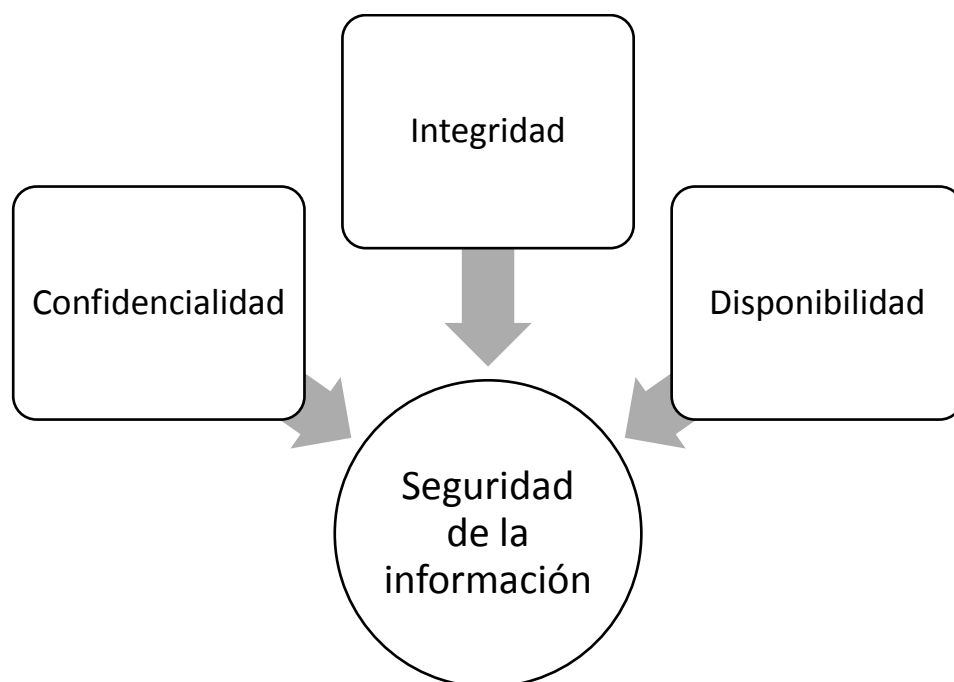 Integridad
Confidencialidad
Disponibilidad
Seguridad
de la
información